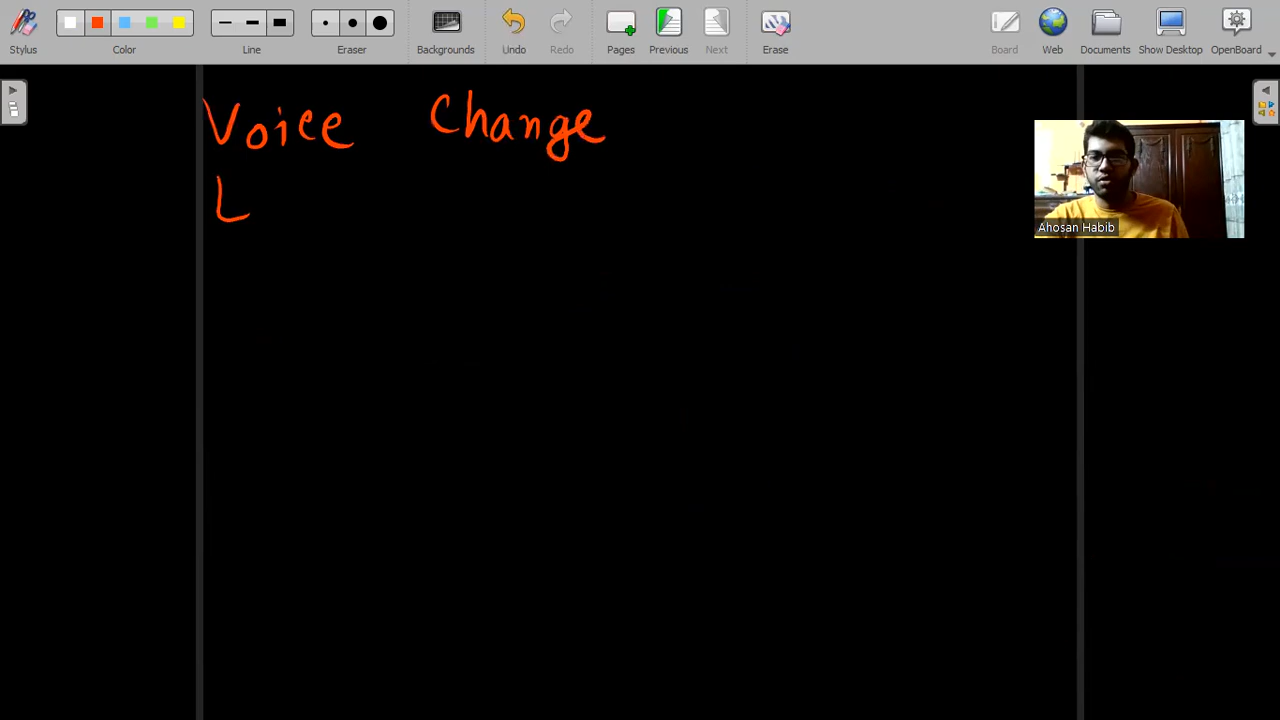 Stylus Color Line Eraser Backgrounds Undo Redo Pages Previous Next Erase Board Web Documents Show Desktop OpenBoard
Voice Change
L
Ahosan Habib